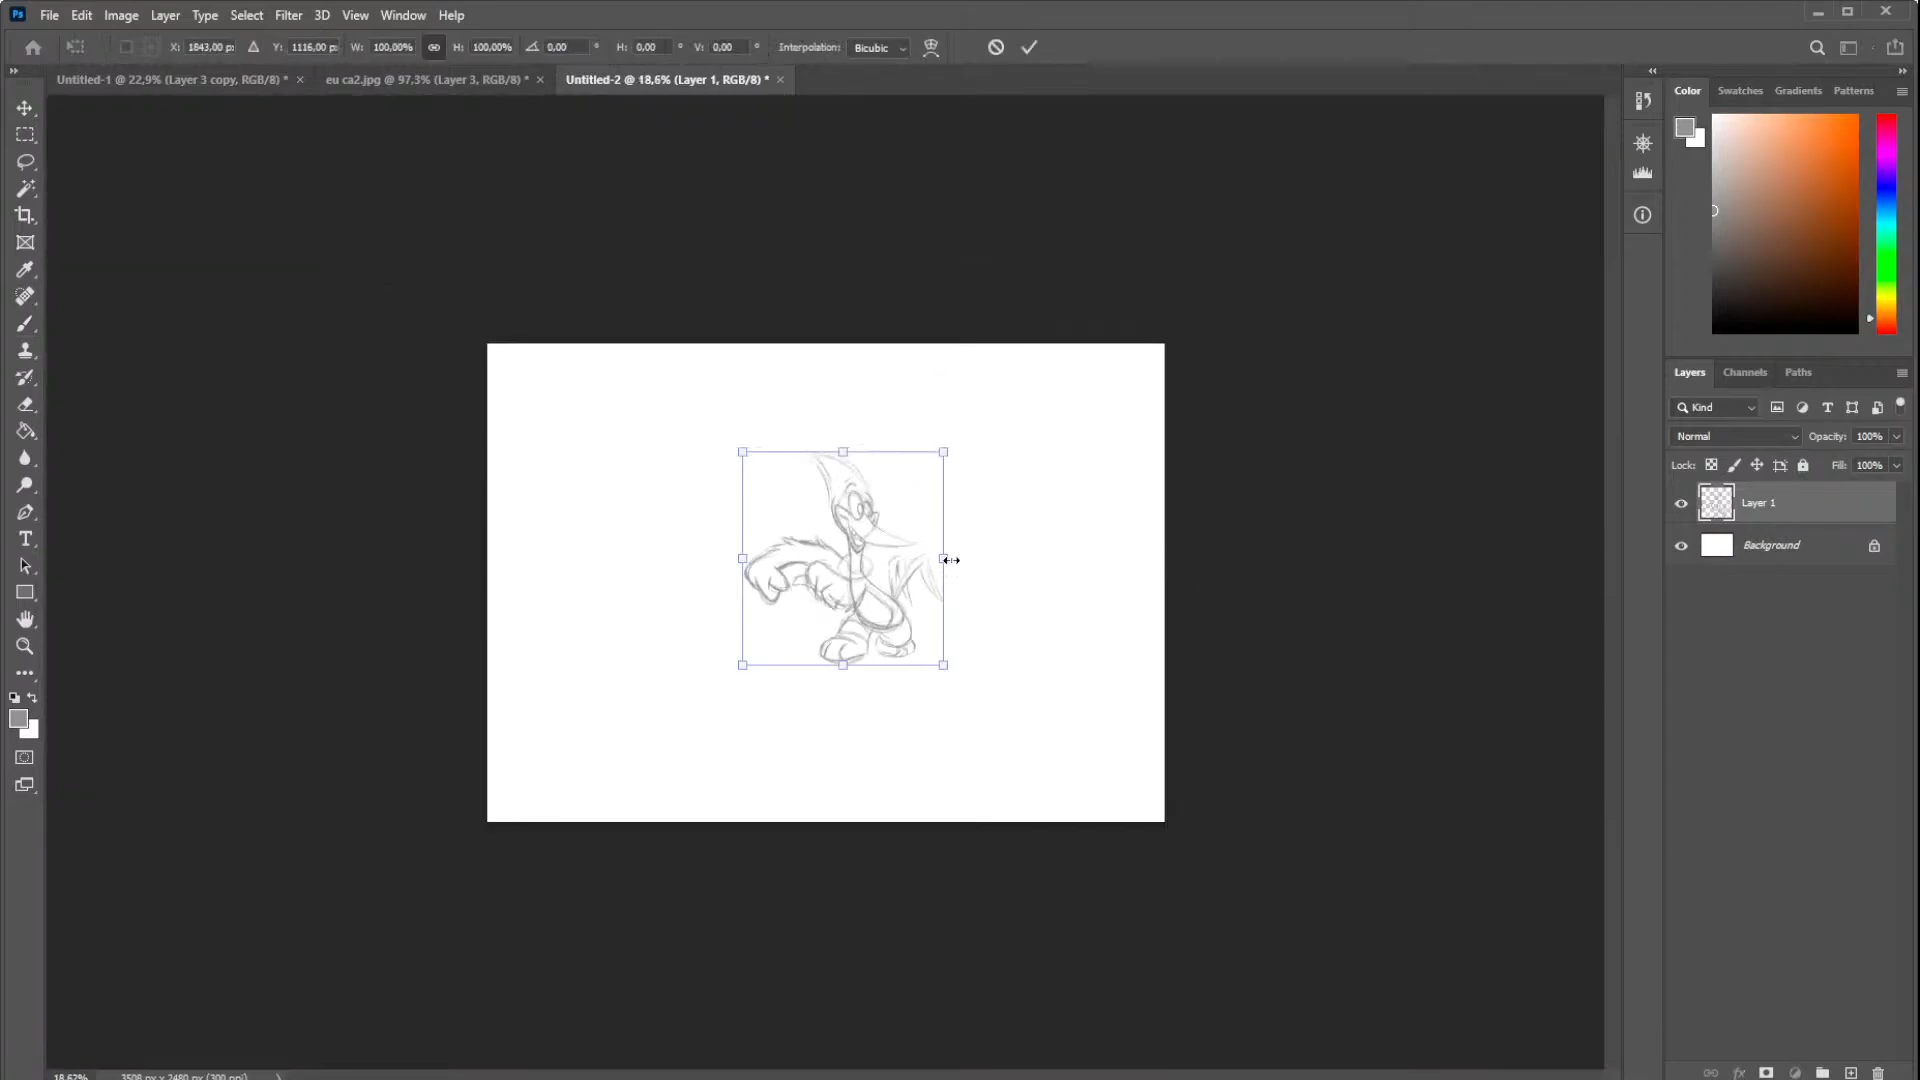 Ps File Edit Image Layer Type Select Filter 3D View Window Help
X: 1843,00 p: Y: 1116,00 p: W: 100,00% H: 100,00% 0,00 ° H: 0,00 ° V: 0,00 ° Interpolation: Bicubic
Untitled-1 @ 22,9% (Layer 3 copy, RGB/8) * × eu ca2.jpg @ 97,3% (Layer 3, RGB/8) * × Untitled-2 @ 18,6% (Layer 1, RGB/8) * ×
Color Swatches Gradients Patterns
Layers Channels Paths
Kind
Normal Opacity: 100%
Lock: Fill: 100%
Layer 1
Background
18,62% 3508 px x 2480 px (300 ppi)